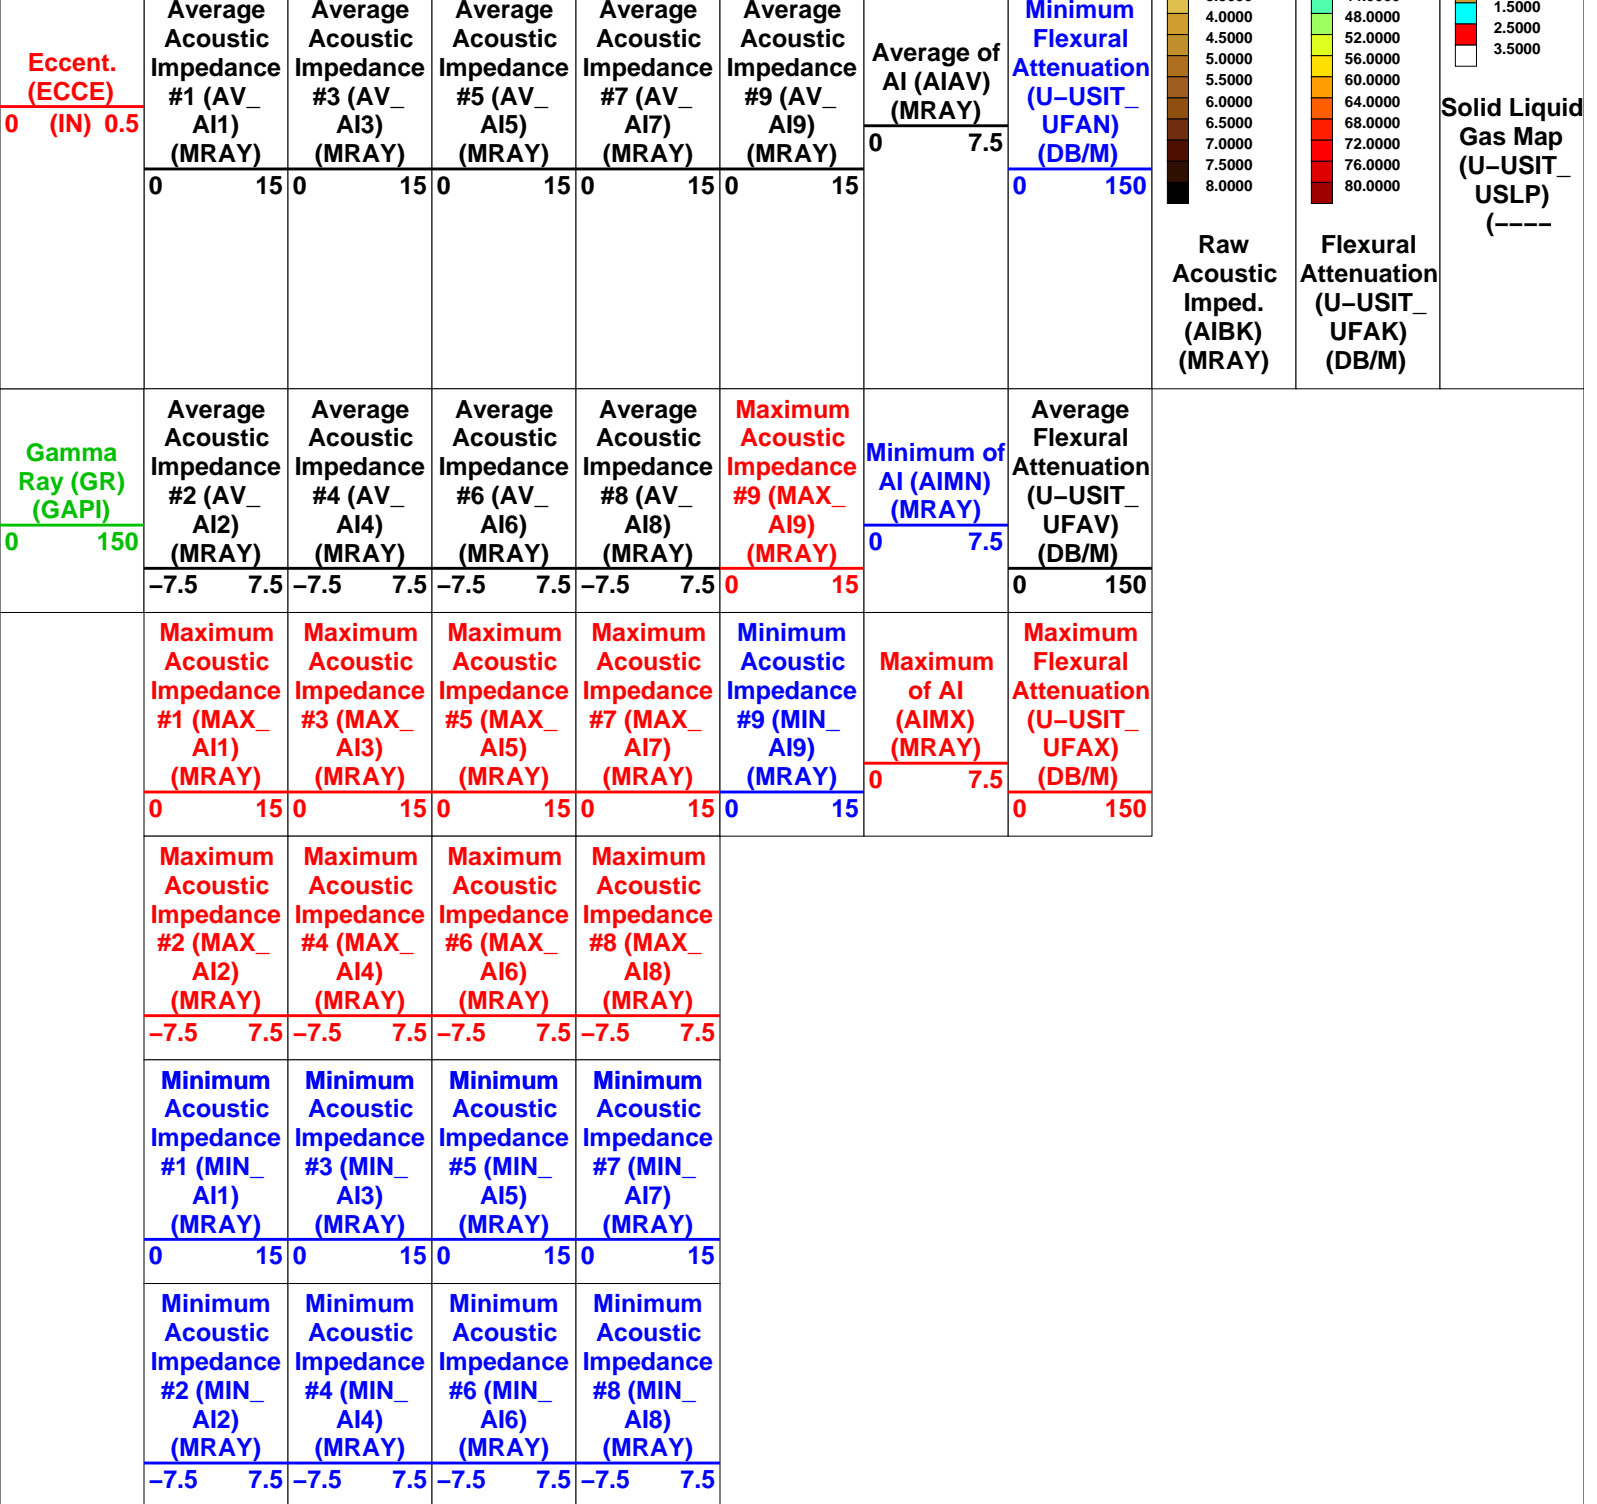 Eccent.
(ECCE)
0 (IN) 0.5
Average
Acoustic
Impedance
#1 (AV_
AI1)
(MRAY)
0 15
Average
Acoustic
Impedance
#3 (AV_
AI3)
(MRAY)
0 15
Average
Acoustic
Impedance
#5 (AV_
AI5)
(MRAY)
0 15
Average
Acoustic
Impedance
#7 (AV_
AI7)
(MRAY)
0 15
Average
Acoustic
Impedance
#9 (AV_
AI9)
(MRAY)
0 15
Average of
AI (AIAV)
(MRAY)
0 7.5
Minimum
Flexural
Attenuation
(U–USIT_
UFAN)
(DB/M)
0 150
4.0000
4.5000
5.0000
5.5000
6.0000
6.5000
7.0000
7.5000
8.0000
Raw
Acoustic
Imped.
(AIBK)
(MRAY)
48.0000
52.0000
56.0000
60.0000
64.0000
68.0000
72.0000
76.0000
80.0000
Flexural
Attenuation
(U–USIT_
UFAK)
(DB/M)
1.5000
2.5000
3.5000
Solid Liquid
Gas Map
(U–USIT_
USLP)
(––––
Gamma
Ray (GR)
(GAPI)
0 150
Average
Acoustic
Impedance
#2 (AV_
AI2)
(MRAY)
–7.5 7.5
Average
Acoustic
Impedance
#4 (AV_
AI4)
(MRAY)
–7.5 7.5
Average
Acoustic
Impedance
#6 (AV_
AI6)
(MRAY)
–7.5 7.5
Average
Acoustic
Impedance
#8 (AV_
AI8)
(MRAY)
–7.5 7.5
Maximum
Acoustic
Impedance
#9 (MAX_
AI9)
(MRAY)
0 15
Minimum of
AI (AIMN)
(MRAY)
0 7.5
Average
Flexural
Attenuation
(U–USIT_
UFAV)
(DB/M)
0 150
Maximum
Acoustic
Impedance
#1 (MAX_
AI1)
(MRAY)
0 15
Maximum
Acoustic
Impedance
#3 (MAX_
AI3)
(MRAY)
0 15
Maximum
Acoustic
Impedance
#5 (MAX_
AI5)
(MRAY)
0 15
Maximum
Acoustic
Impedance
#7 (MAX_
AI7)
(MRAY)
0 15
Minimum
Acoustic
Impedance
#9 (MIN_
AI9)
(MRAY)
0 15
Maximum
of AI
(AIMX)
(MRAY)
0 7.5
Maximum
Flexural
Attenuation
(U–USIT_
UFAX)
(DB/M)
0 150
Maximum
Acoustic
Impedance
#2 (MAX_
AI2)
(MRAY)
–7.5 7.5
Maximum
Acoustic
Impedance
#4 (MAX_
AI4)
(MRAY)
–7.5 7.5
Maximum
Acoustic
Impedance
#6 (MAX_
AI6)
(MRAY)
–7.5 7.5
Maximum
Acoustic
Impedance
#8 (MAX_
AI8)
(MRAY)
–7.5 7.5
Minimum
Acoustic
Impedance
#1 (MIN_
AI1)
(MRAY)
0 15
Minimum
Acoustic
Impedance
#3 (MIN_
AI3)
(MRAY)
0 15
Minimum
Acoustic
Impedance
#5 (MIN_
AI5)
(MRAY)
0 15
Minimum
Acoustic
Impedance
#7 (MIN_
AI7)
(MRAY)
0 15
Minimum
Acoustic
Impedance
#2 (MIN_
AI2)
(MRAY)
–7.5 7.5
Minimum
Acoustic
Impedance
#4 (MIN_
AI4)
(MRAY)
–7.5 7.5
Minimum
Acoustic
Impedance
#6 (MIN_
AI6)
(MRAY)
–7.5 7.5
Minimum
Acoustic
Impedance
#8 (MIN_
AI8)
(MRAY)
–7.5 7.5